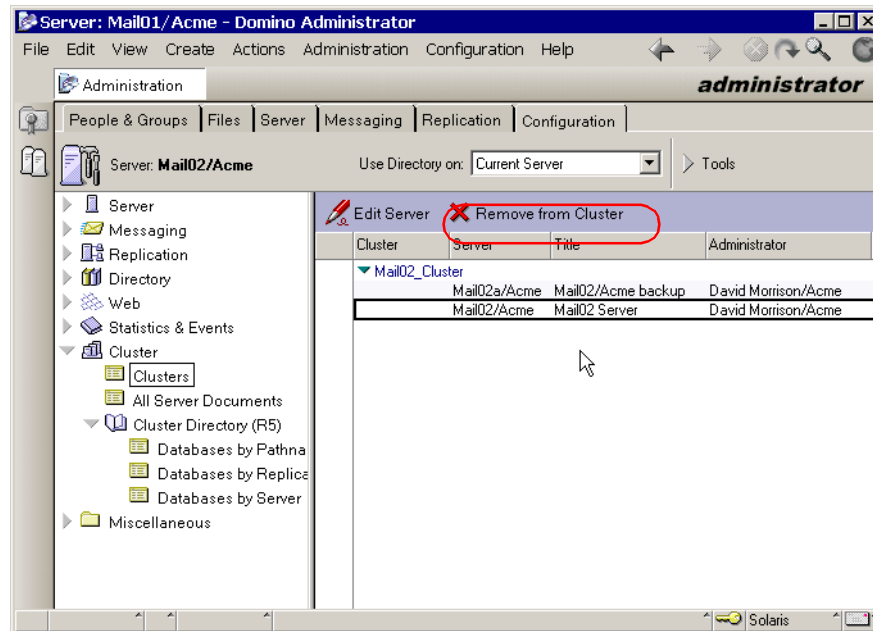 Server: Mail01/Acme - Domino Administrator
File Edit View Create Actions Administration Configuration Help
Administration
administrator
People & Groups Files Server Messaging Replication Configuration
Server: Mail02/Acme Use Directory on: Current Server Tools
Edit Server Remove from Cluster
Cluster Server Title Administrator
Mail02_Cluster
Mail02a/Acme Mail02/Acme backup David Morrison/Acme
Mail02/Acme Mail02 Server David Morrison/Acme
Server
Messaging
Replication
Directory
Web
Statistics & Events
Cluster
Clusters
All Server Documents
Cluster Directory (R5)
Databases by Pathna
Databases by Replica
Databases by Server
Miscellaneous
Solaris